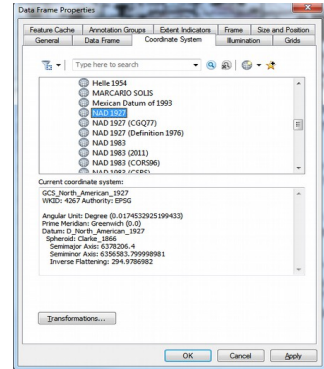 Data Frame Properties
Feature Cache Annotation Groups Extent Indicators Frame Size and Position
General Data Frame Coordinate System Illumination Grids
Type here to search
Helle 1954
MARCARIO SOLIS
Mexican Datum of 1993
NAD 1927
NAD 1927 (CGQ77)
NAD 1927 (Definition 1976)
NAD 1983
NAD 1983 (2011)
NAD 1983 (CORS96)
NAD 1983 (CSRS)
Current coordinate system:
GCS_North_American_1927
WKID: 4267 Authority: EPSG
Angular Unit: Degree (0.0174532925199433)
Prime Meridian: Greenwich (0.0)
Datum: D_North_American_1927
Spheroid: Clarke_1866
Semimajor Axis: 6378206.4
Semiminor Axis: 6356583.799998981
Inverse Flattening: 294.9786982
Transformations...
OK Cancel Apply